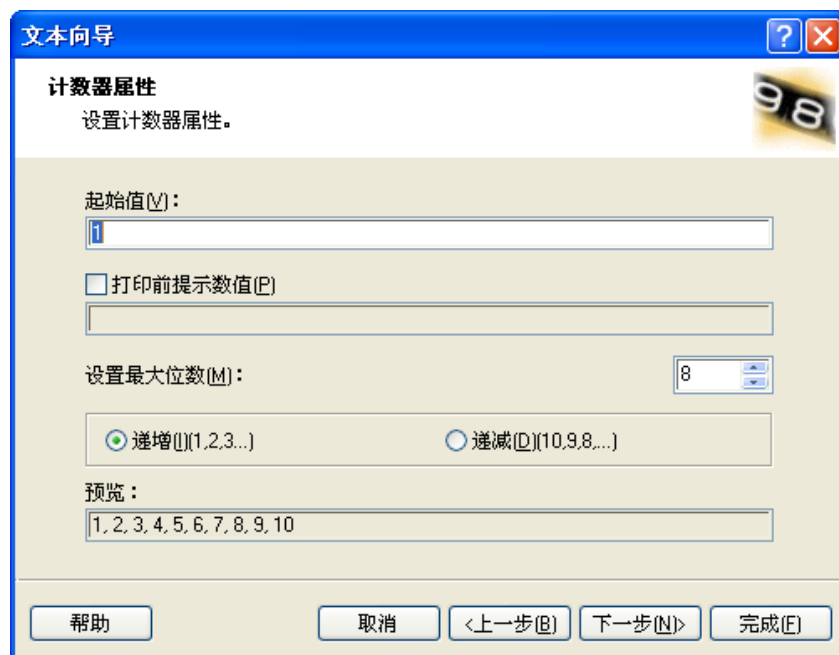 文本向导
计数器属性
设置计数器属性。
98
起始值(V):
1
打印前提示数值(P)
设置最大位数(M):
8
递增(I)(1,2,3...) 递减(D)(10,9,8,...)
预览:
1, 2, 3, 4, 5, 6, 7, 8, 9, 10
帮助 取消 <上一步(B) 下一步(N)> 完成(F)